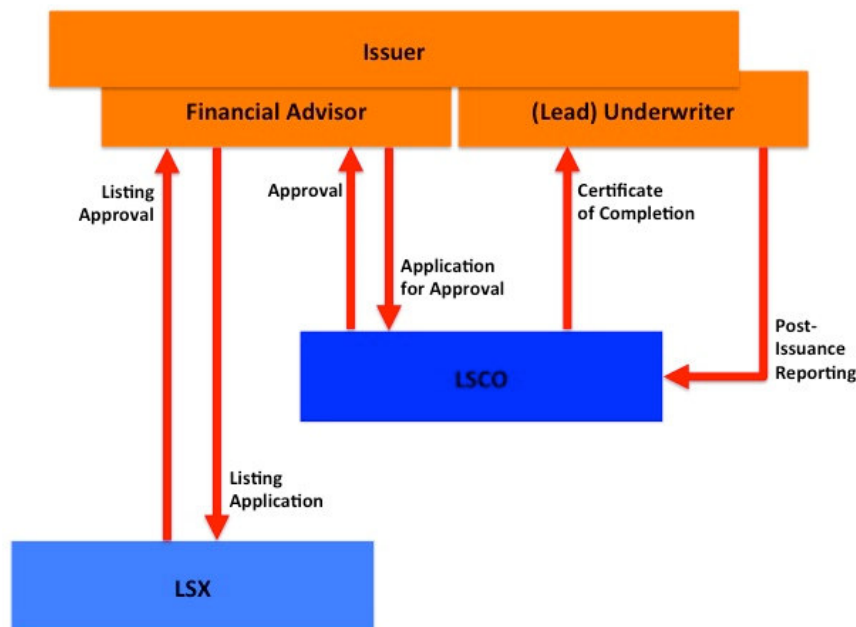 Issuer
Financial Advisor
(Lead) Underwriter
Listing
Approval
Approval
Certificate
of Completion
Application
for Approval
Post-
Issuance
Reporting
LSCO
Listing
Application
LSX